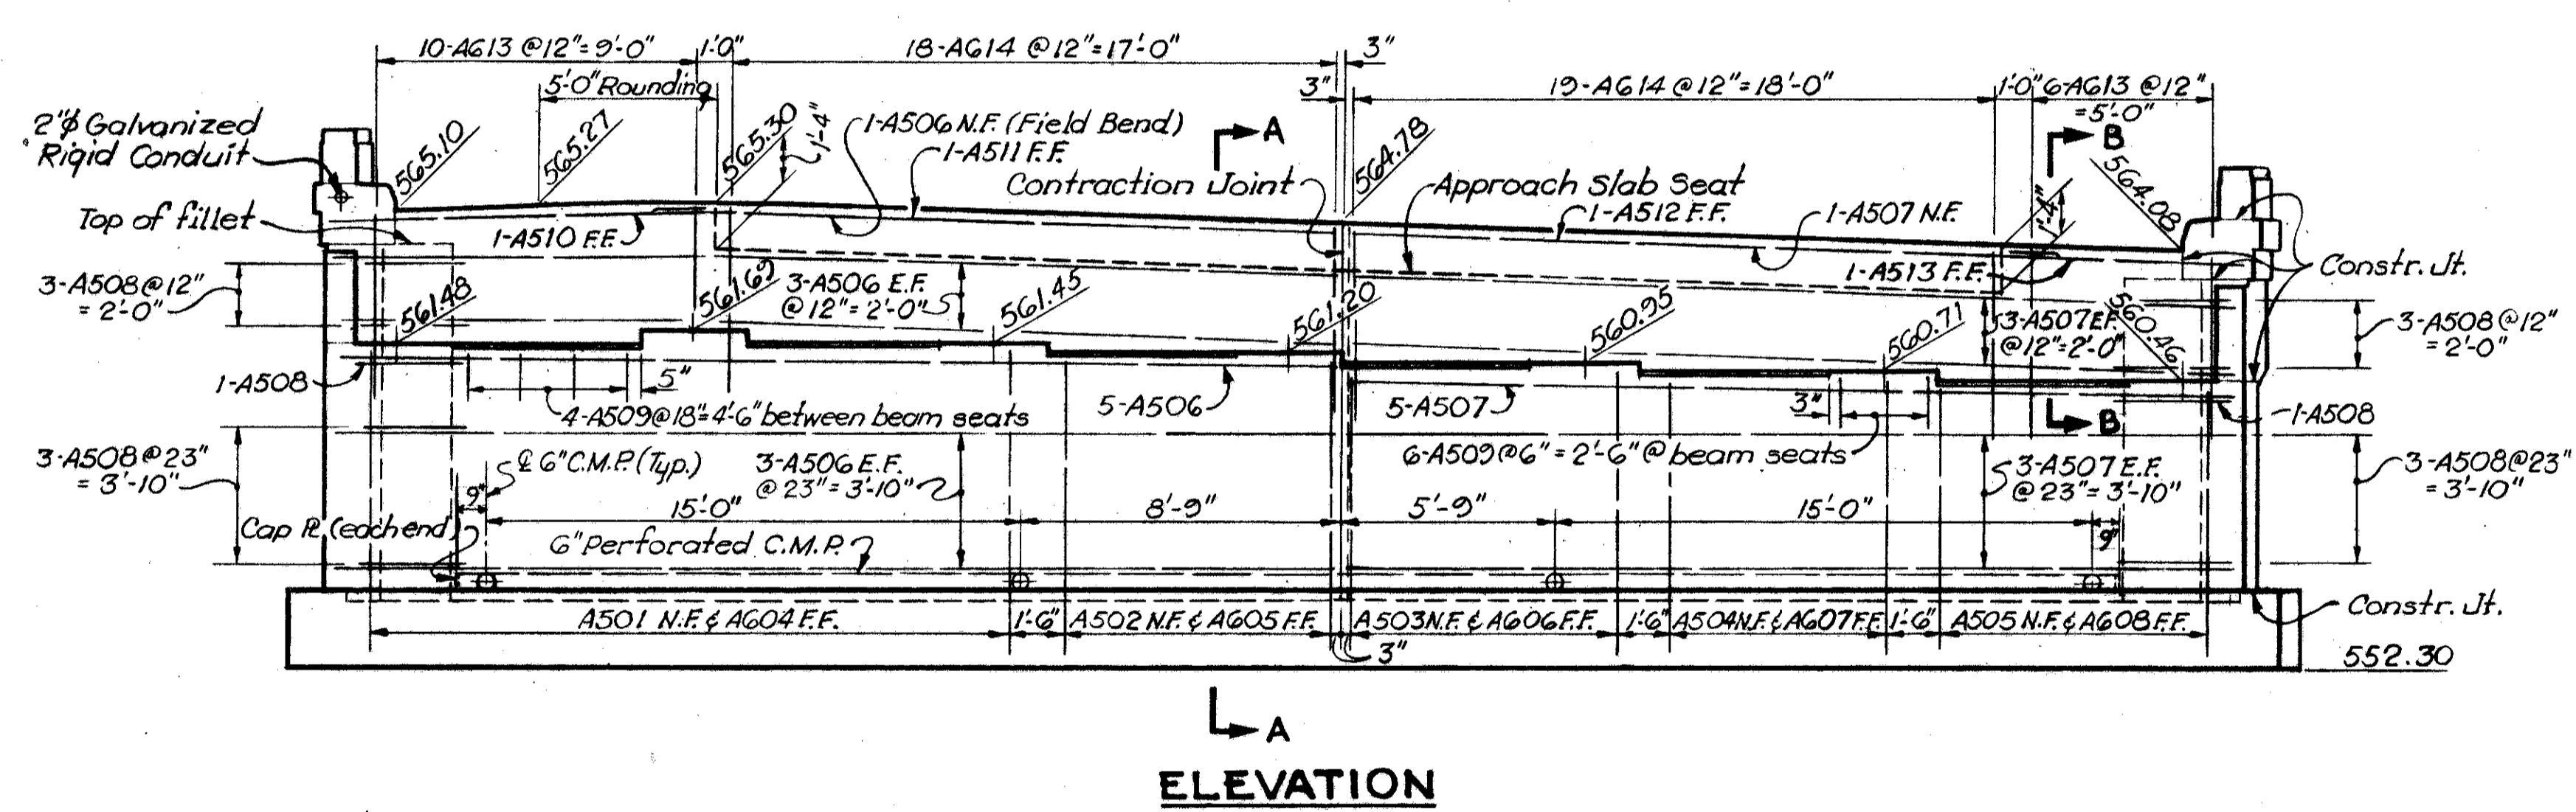 10-A613 @12"=9'-0"
1'-0"
18-A614 @12"=17'-0"
3"
3"
19-A614 @12"=18'-0"
1'-0"
6-A613 @12"
=5'-0"
5'-0" Rounding
2"ϕ Galvanized
Rigid Conduit
565.10
565.27
565.30
1'-4"
1-A506 N.F. (Field Bend)
1-A511 F.F.
A
Contraction Joint
564.78
Approach Slab Seat
1-A512 F.F.
1-A507 N.F.
B
1'-4"
564.08
Top of fillet
1-A510 F.F.
1-A513 F.F.
Constr. Jt.
3-A508@12"
=2'-0"
561.48
561.69
3-A506 E.F.
@12"=2'-0"
561.45
561.20
560.95
560.71
3-A507 E.F.
@12"=2'-0"
560.46
3-A508@12"
=2'-0"
1-A508
5"
4-A509@18"=4'-6" between beam seats
5-A506
5-A507
3"
6-A509@6"=2'-6"@beam seats
B
1-A508
3-A508@23"
=3'-10"
℄ 6" C.M.P. (Typ.)
9"
3-A506 E.F.
@23"=3'-10"
3-A507 E.F.
@23"=3'-10"
3-A508@23"
=3'-10"
Cap ℞ (each end)
15'-0"
8'-9"
5'-9"
15'-0"
9"
6" Perforated C.M.P.
A501 N.F. & A604 F.F.
1'-6"
A502 N.F. & A605 F.F.
A503 N.F. & A606 F.F.
1'-6"
A504 N.F. & A607 F.F.
1'-6"
A505 N.F. & A608 F.F.
Constr. Jt.
3"
552.30
A
ELEVATION